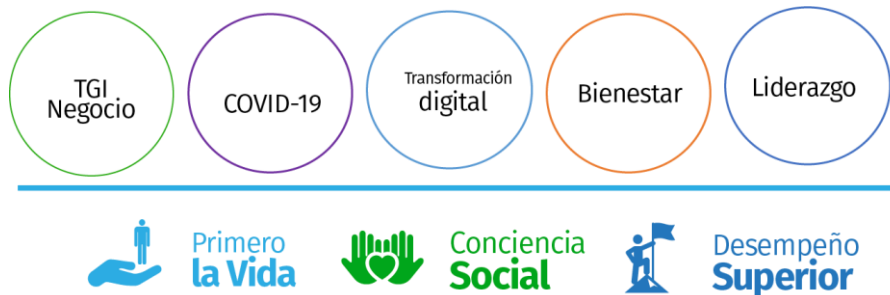 TGI
Negocio
COVID-19
Transformación
digital
Bienestar
Liderazgo
Primero
la Vida
Conciencia
Social
Desempeño
Superior